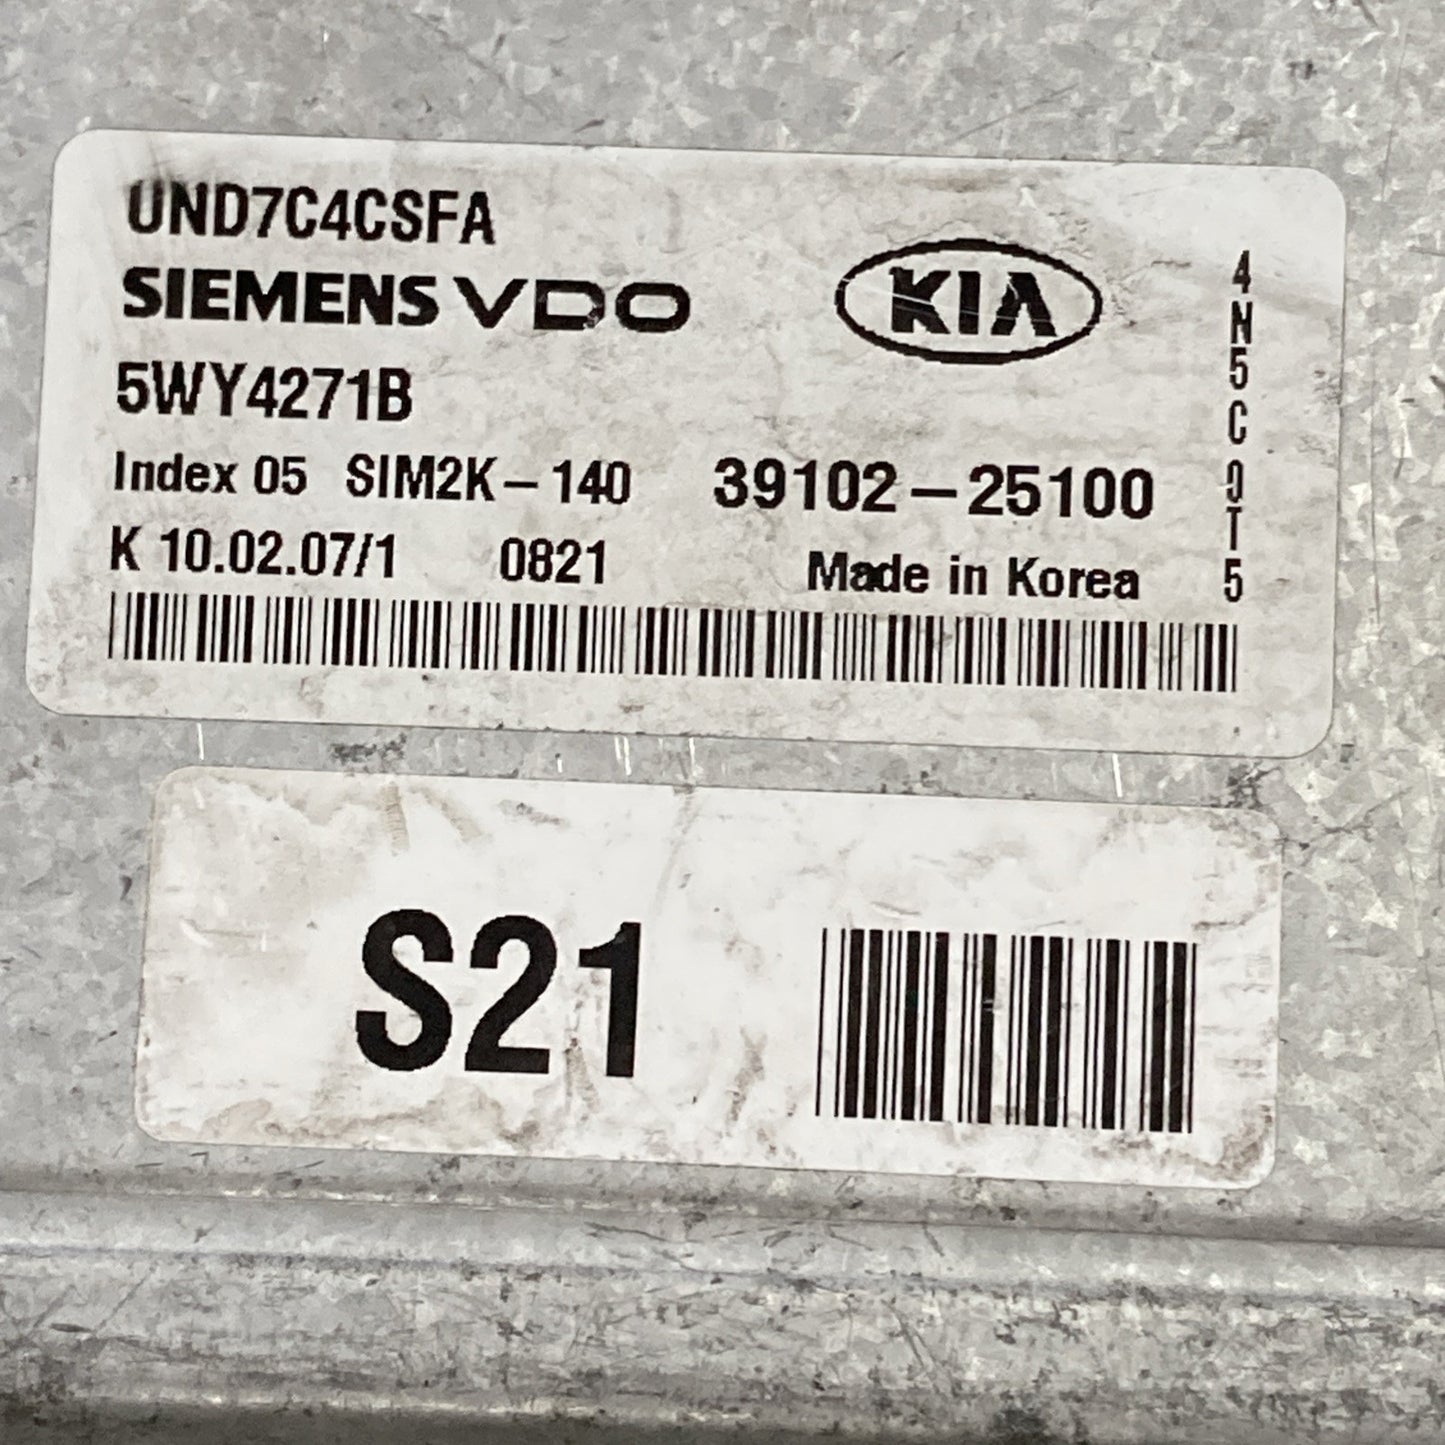 UND7C4CSFA
SIEMENS VDO
KIA
5WY4271B
Index 05 SIM2K-140 39102-25100
K 10.02.07/1 0821 Made in Korea
4N5C0T5
S21